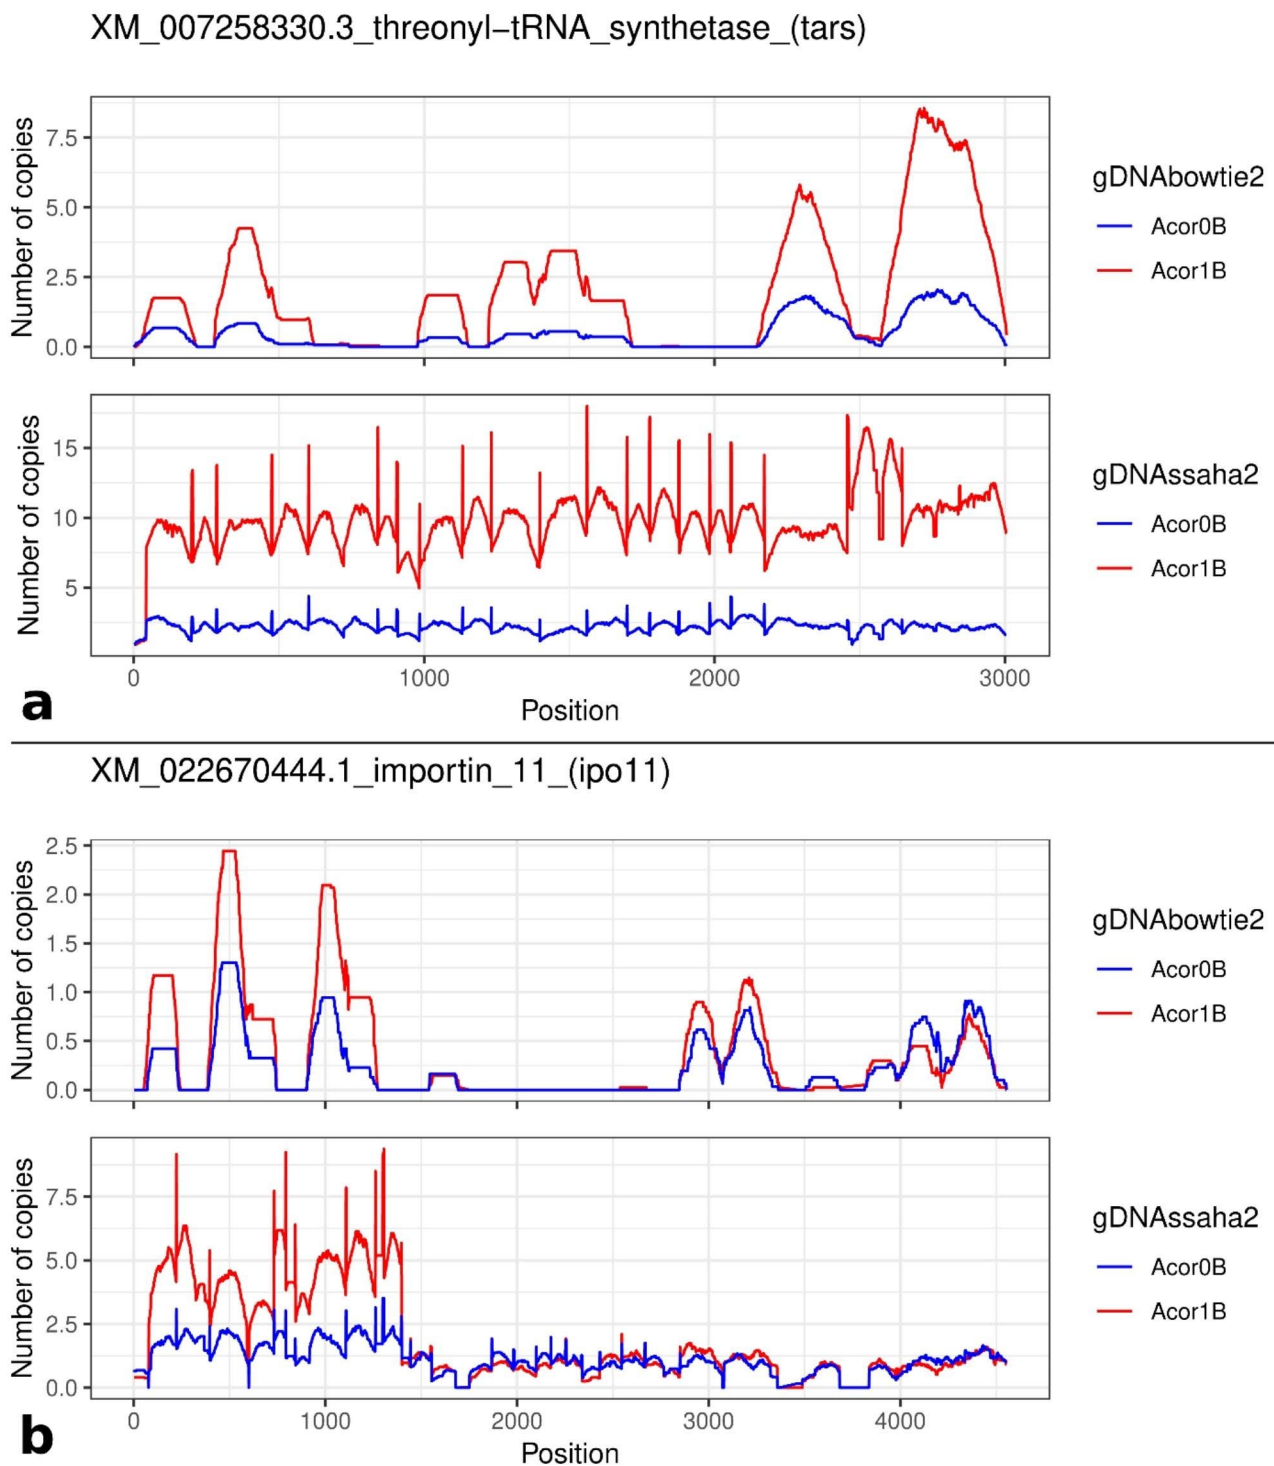 XM_007258330.3_threonyl−tRNA_synthetase_(tars)
Number of copies
7.5
5.0
2.5
0.0
gDNAbowtie2
Acor0B
Acor1B
Number of copies
15
10
5
gDNAssaha2
Acor0B
Acor1B
0 1000 2000 3000
Position
a
XM_022670444.1_importin_11_(ipo11)
Number of copies
2.5
2.0
1.5
1.0
0.5
0.0
gDNAbowtie2
Acor0B
Acor1B
Number of copies
7.5
5.0
2.5
0.0
gDNAssaha2
Acor0B
Acor1B
0 1000 2000 3000 4000
Position
b